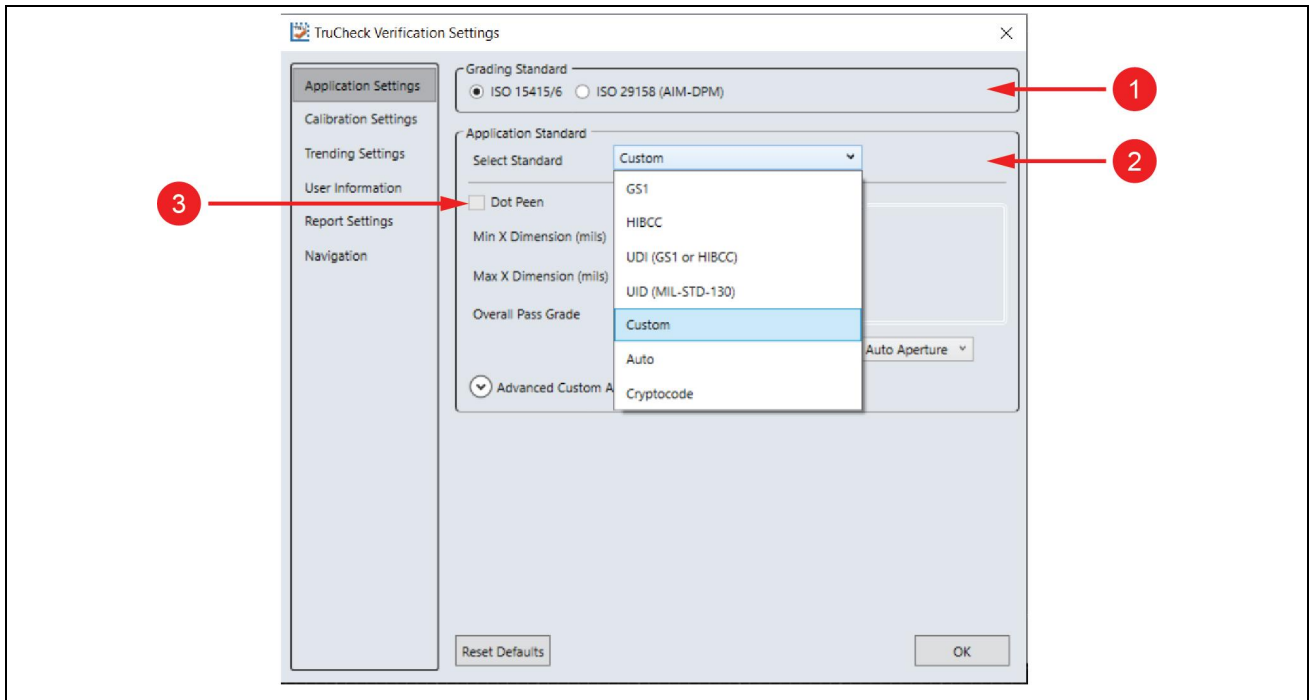 TruCheck Verification Settings
Application Settings
Calibration Settings
Trending Settings
User Information
Report Settings
Navigation
Grading Standard
ISO 15415/6 ISO 29158 (AIM-DPM)
1
Application Standard
Select Standard Custom
2
GS1
HIBCC
UDI (GS1 or HIBCC)
UID (MIL-STD-130)
Custom
Auto
Cryptocode
3
Dot Peen
Min X Dimension (mils)
Max X Dimension (mils)
Overall Pass Grade
Auto Aperture
Advanced Custom A
Reset Defaults
OK